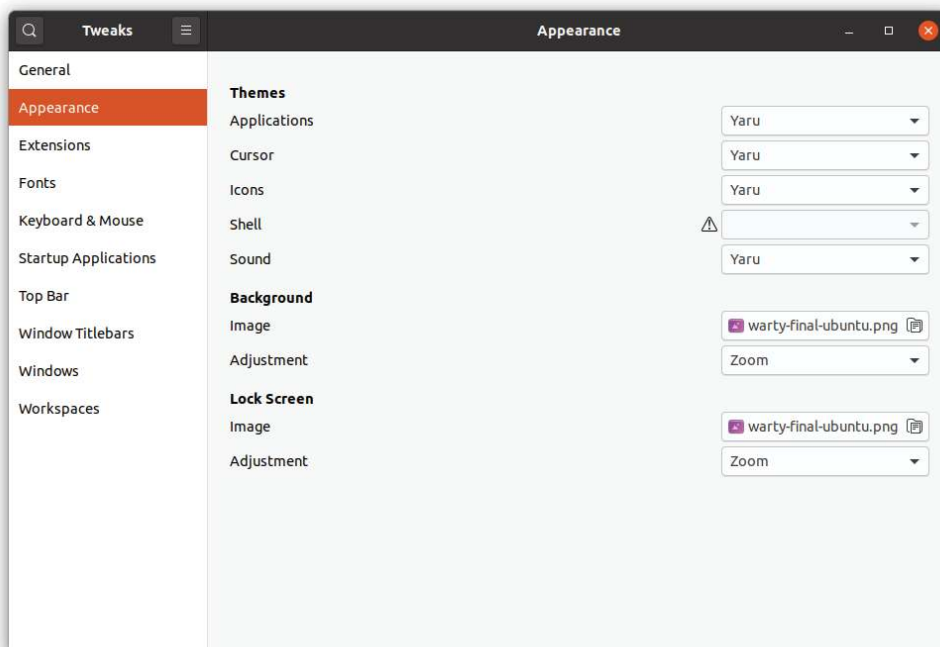 Tweaks
Appearance
General
Appearance
Extensions
Fonts
Keyboard & Mouse
Startup Applications
Top Bar
Window Titlebars
Windows
Workspaces
Themes
Applications Yaru
Cursor Yaru
Icons Yaru
Shell
Sound Yaru
Background
Image warty-final-ubuntu.png
Adjustment Zoom
Lock Screen
Image warty-final-ubuntu.png
Adjustment Zoom